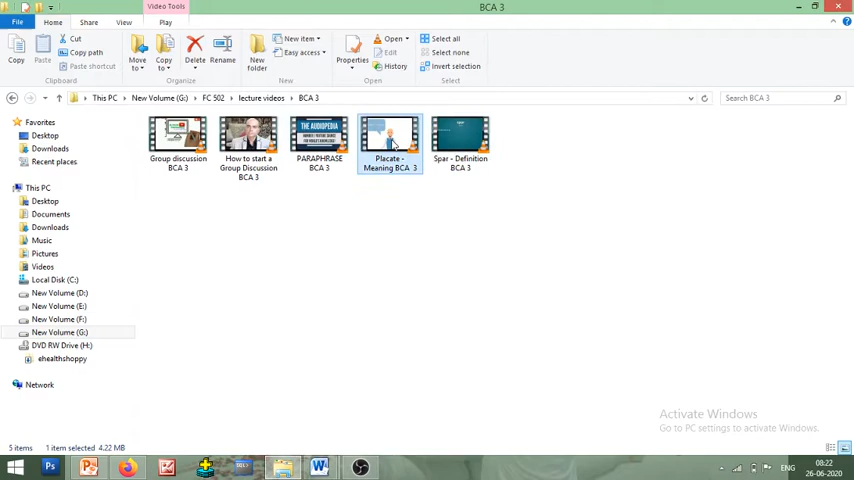 Video Tools
BCA 3
File
Home
Share
View
Play
Copy
Paste
Cut
Copy path
Paste shortcut
Clipboard
Move to
Copy to
Delete
Rename
Organize
New folder
New item
Easy access
New
Properties
Open
Edit
History
Open
Select all
Select none
Invert selection
Select
This PC
New Volume (G:)
FC 502
lecture videos
BCA 3
Search BCA 3
Favorites
Desktop
Downloads
Recent places
This PC
Desktop
Documents
Downloads
Music
Pictures
Videos
Local Disk (C:)
New Volume (D:)
New Volume (E:)
New Volume (F:)
New Volume (G:)
DVD RW Drive (H:)
ehealthshoppy
Network
Group discussion
BCA 3
How to start a
Group Discussion
BCA 3
THE AUDIOPEDIA
PARAPHRASE
BCA 3
Placate -
Meaning BCA 3
Spar - Definition
BCA 3
Activate Windows
Go to PC settings to activate Windows.
5 items
1 item selected 4.22 MB
Ps
ENG
08:22
26-06-2020